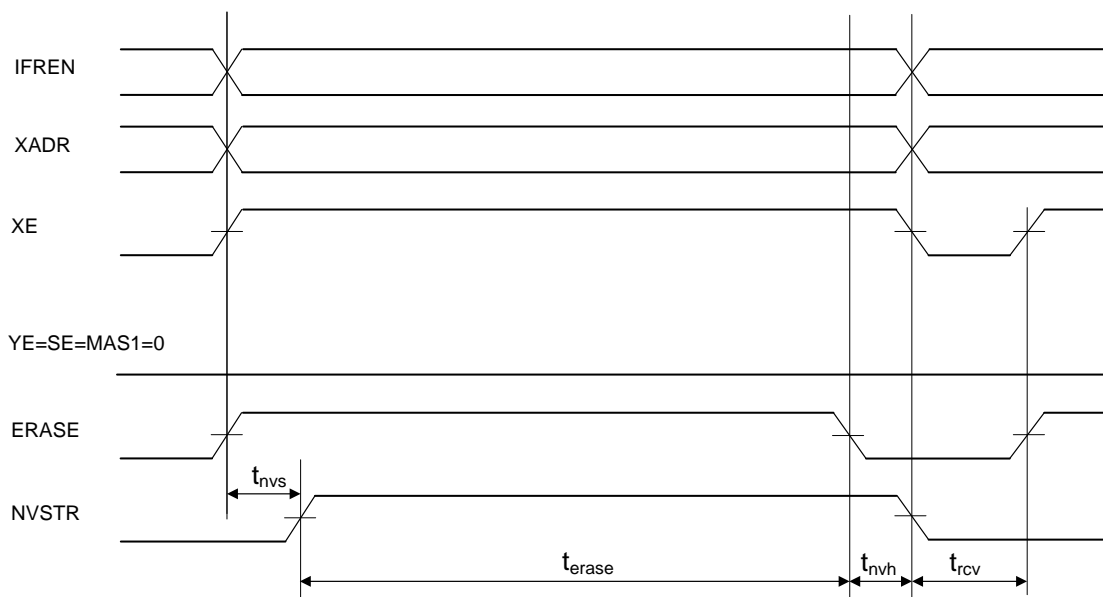 IFREN
XADR
XE
YE=SE=MAS1=0
ERASE
tnvs
NVSTR
terase
tnvh
trcv